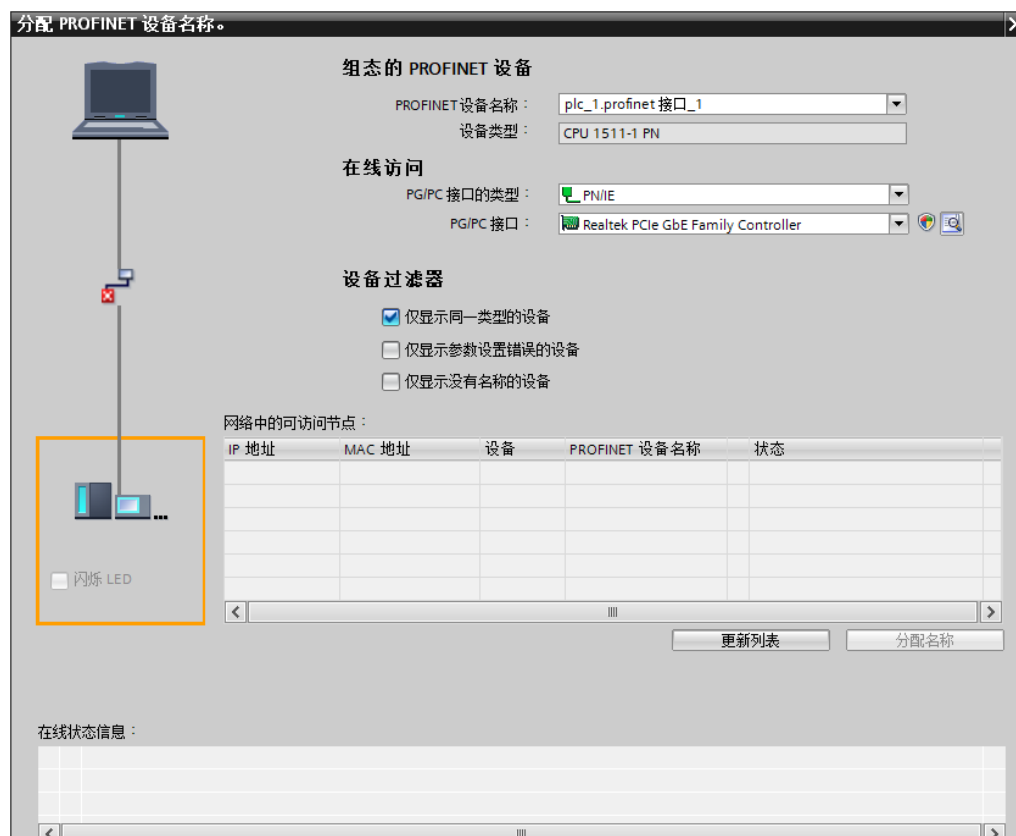 分配 PROFINET 设备名称。
组态的 PROFINET 设备
PROFINET设备名称： plc_1.profinet 接口_1
设备类型： CPU 1511-1 PN
在线访问
PG/PC 接口的类型： PN/IE
PG/PC 接口： Realtek PCIe GbE Family Controller
设备过滤器
仅显示同一类型的设备
仅显示参数设置错误的设备
仅显示没有名称的设备
网络中的可访问节点：
IP 地址 MAC 地址 设备 PROFINET 设备名称 状态
闪烁 LED
更新列表 分配名称
在线状态信息：